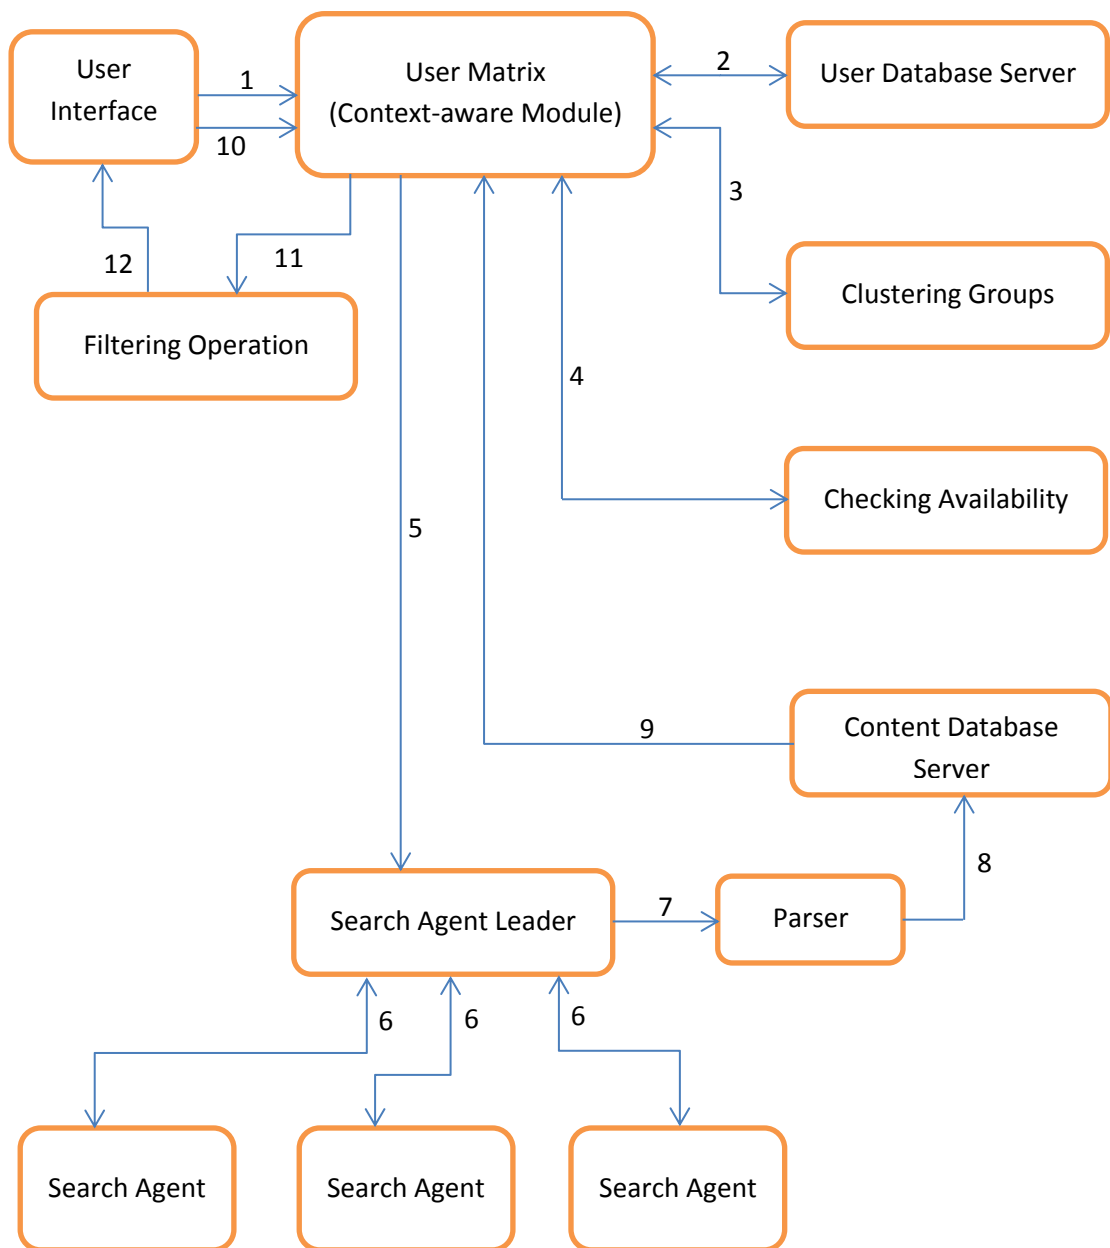 User
Interface
1
10
User Matrix
(Context-aware Module)
2
User Database Server
3
12
11
Filtering Operation
Clustering Groups
4
Checking Availability
5
9
Content Database
Server
8
Search Agent Leader
7
Parser
6
6
6
Search Agent
Search Agent
Search Agent